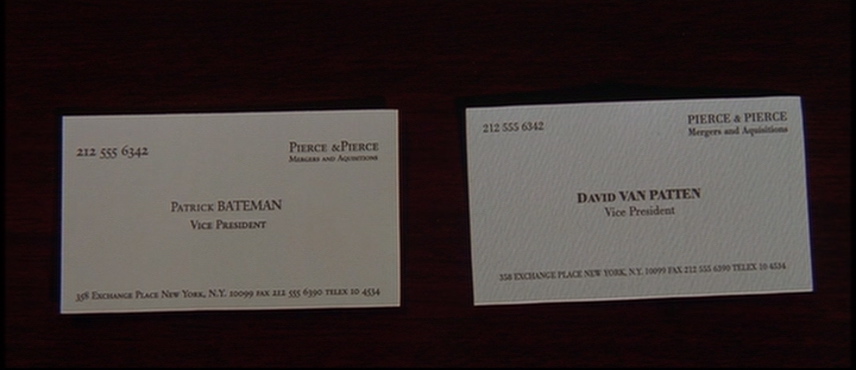 212 555 6342
PIERCE & PIERCE
MERGERS AND AQUISITIONS
PATRICK BATEMAN
VICE PRESIDENT
358 EXCHANGE PLACE NEW YORK, N.Y. 10099 FAX 212 555 6390 TELEX 10 4534
212 555 6342
PIERCE & PIERCE
Mergers and Aquisitions
DAVID VAN PATTEN
Vice President
358 EXCHANGE PLACE NEW YORK, N.Y. 10099 FAX 212 555 6390 TELEX 10 4534